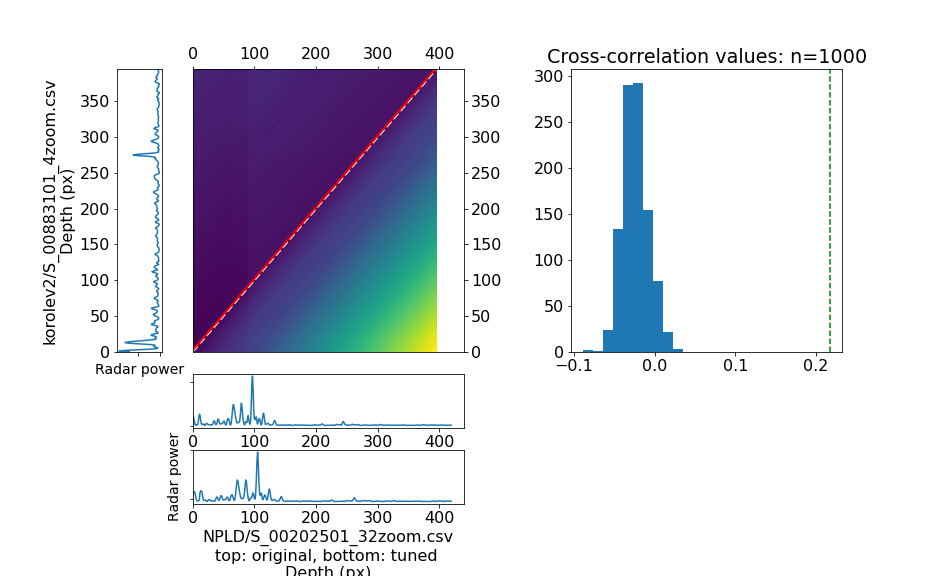 0 100 200 300 400
Cross-correlation values: n=1000
korolev2/S_00883101_4zoom.csv
Depth (px)
350
300
250
200
150
100
50
0
350
300
250
200
150
100
50
0
300
250
200
150
100
50
0
−0.1 0.0 0.1 0.2
Radar power
0 100 200 300 400
Radar power
0 100 200 300 400
NPLD/S_00202501_32zoom.csv
top: original, bottom: tuned
Depth (px)